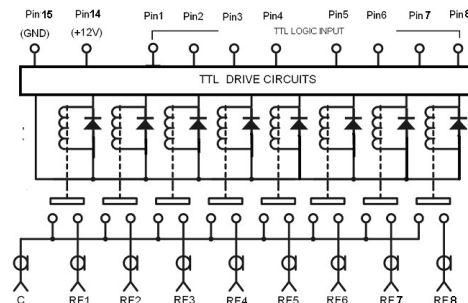 Pin15 Pin14 Pin1 Pin2 Pin3 Pin4 Pin5 Pin6 Pin7 Pin8
(GND) (+12V) TTL LOGIC INPUT
TTL DRIVE CIRCUITS
C RF1 RF2 RF3 RF4 RF5 RF6 RF7 RF8